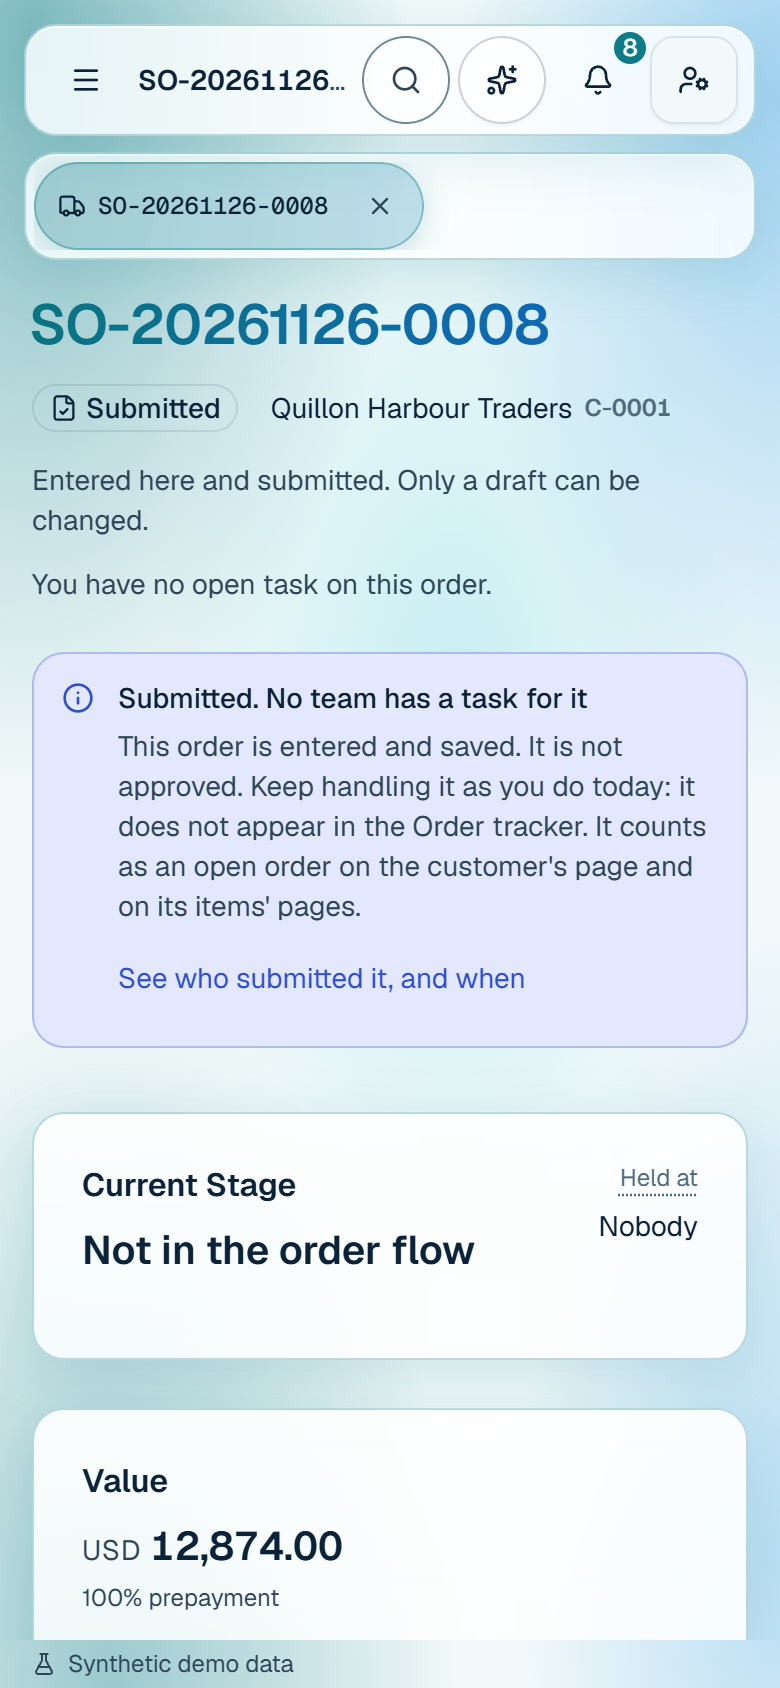 SO-20261126...
8
SO-20261126-0008
SO-20261126-0008
Submitted
Quillon Harbour Traders C-0001
Entered here and submitted. Only a draft can be
changed.
You have no open task on this order.
Submitted. No team has a task for it
This order is entered and saved. It is not
approved. Keep handling it as you do today: it
does not appear in the Order tracker. It counts
as an open order on the customer's page and
on its items' pages.
See who submitted it, and when
Current Stage
Held at
Not in the order flow
Nobody
Value
USD 12,874.00
100% prepayment
Synthetic demo data